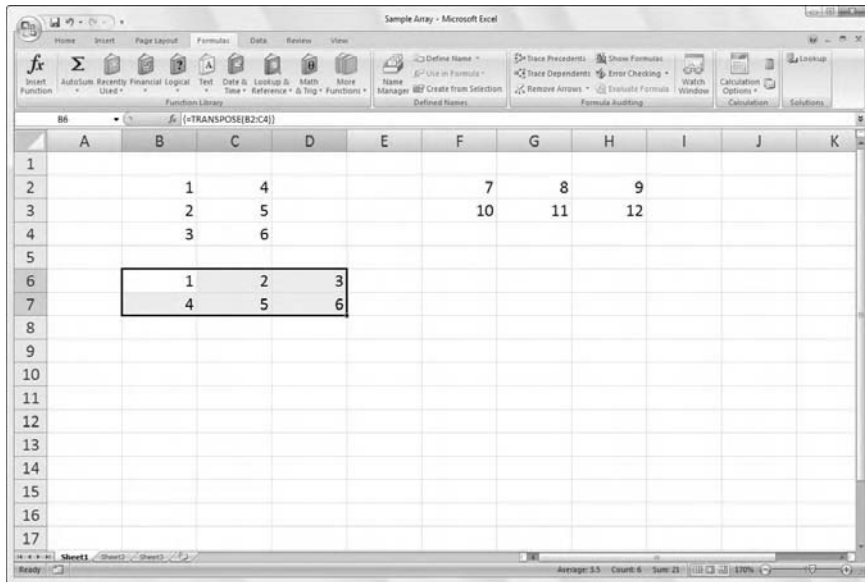 Sample Array - Microsoft Excel
Home Insert Page Layout Formulas Data Review View
fx Σ
Insert Function AutoSum Recently Used Financial Logical Text Date & Time Lookup & Reference Math & Trig More Functions
Function Library
Name Manager Define Name Use in Formula Create from Selection
Defined Names
Trace Precedents Trace Dependents Remove Arrows Show Formulas Error Checking Evaluate Formula Watch Window
Formula Auditing
Calculation Options
Calculation
Lookup
Solutions
B6 fx {=TRANSPOSE(B2:C4)}
A B C D E F G H I J K
1
2 1 4 7 8 9
3 2 5 10 11 12
4 3 6
5
6 1 2 3
7 4 5 6
8
9
10
11
12
13
14
15
16
17
Sheet1 Sheet2 Sheet3
Ready Average: 3.5 Count: 6 Sum: 21 170%